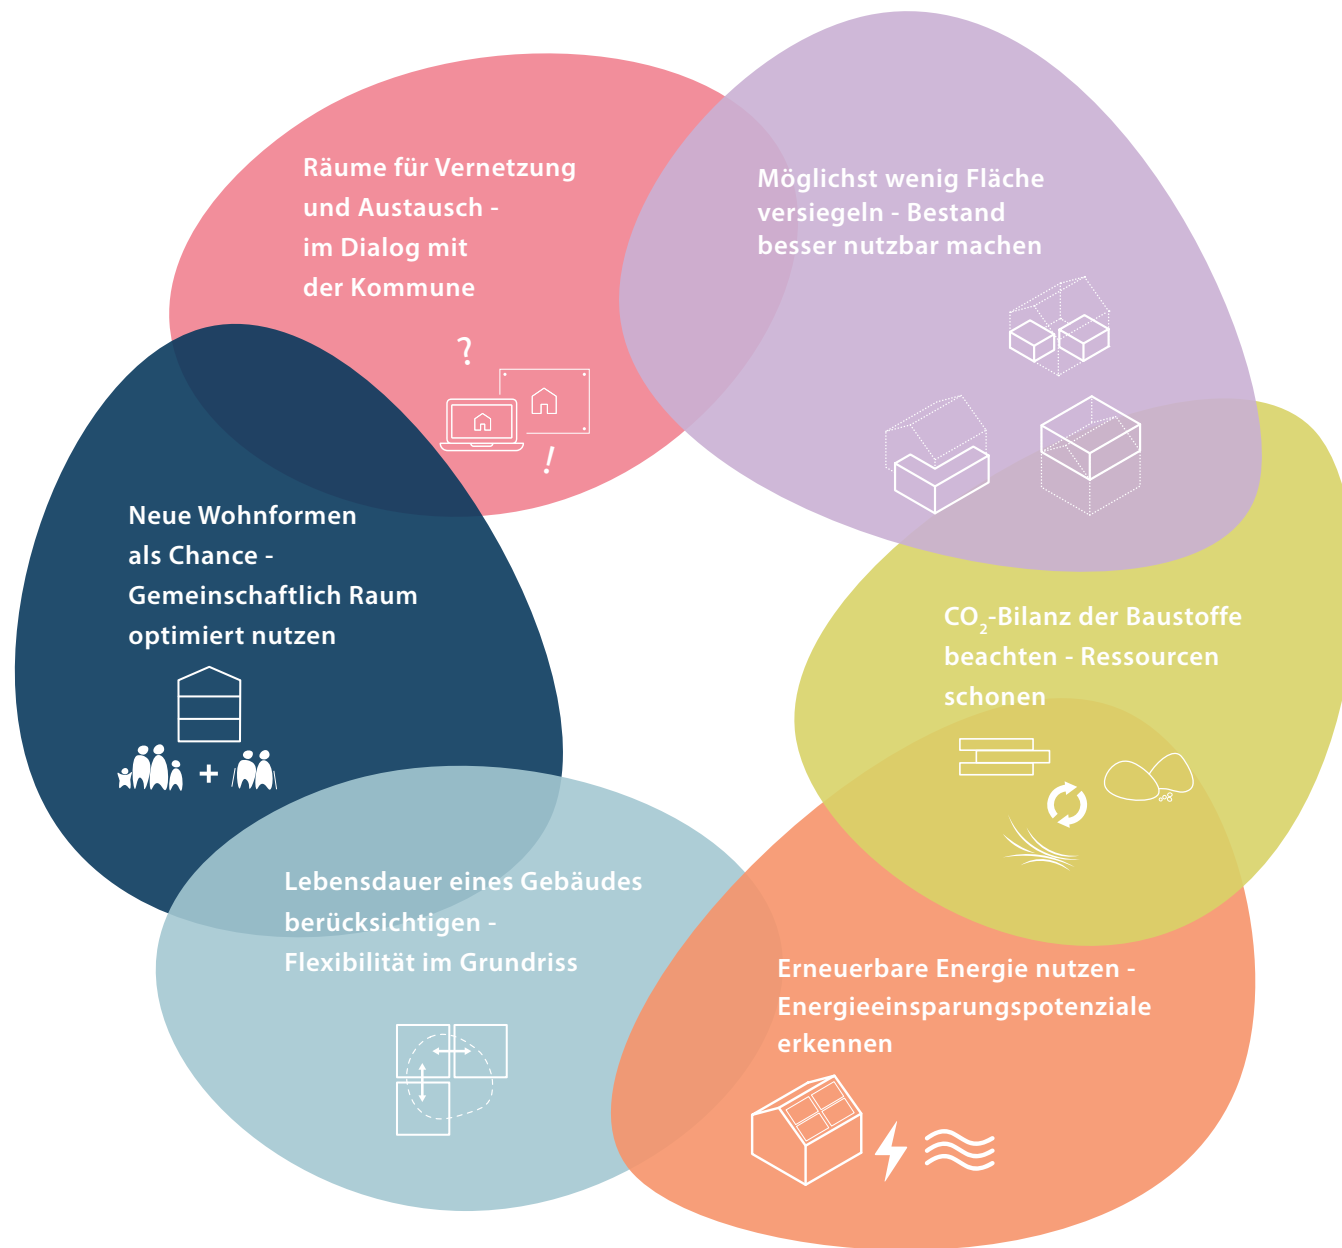 Räume für Vernetzung
und Austausch -
im Dialog mit
der Kommune
?
!
Möglichst wenig Fläche
versiegeln - Bestand
besser nutzbar machen
Neue Wohnformen
als Chance -
Gemeinschaftlich Raum
optimiert nutzen
+
CO₂-Bilanz der Baustoffe
beachten - Ressourcen
schonen
Lebensdauer eines Gebäudes
berücksichtigen -
Flexibilität im Grundriss
Erneuerbare Energie nutzen -
Energieeinsparungspotenziale
erkennen